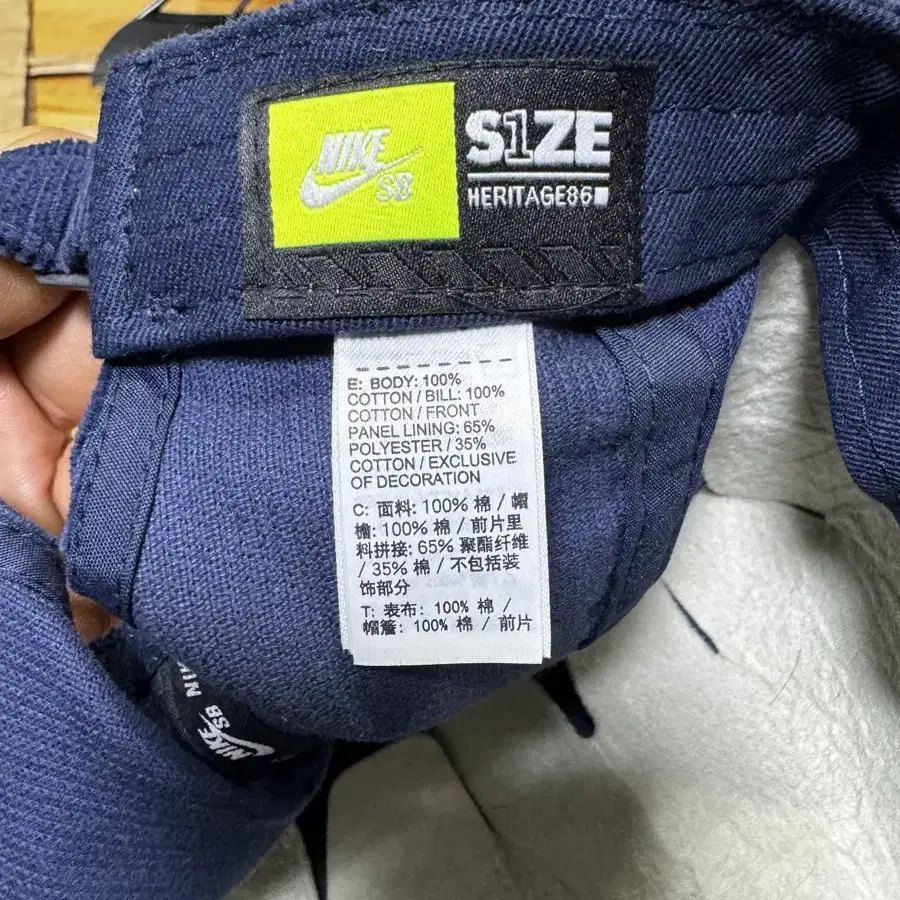 NIKE
SB
S1ZE
HERITAGE86
E: BODY: 100%
COTTON / BILL: 100%
COTTON / FRONT
PANEL LINING: 65%
POLYESTER / 35%
COTTON / EXCLUSIVE
OF DECORATION
C: 面料: 100% 棉 / 帽
檐: 100% 棉 / 前片里
料拼接: 65% 聚酯纤维
/ 35% 棉 / 不包括装
饰部分
T: 表布: 100% 棉 /
帽簷: 100% 棉 / 前片
NIKE SB NIK